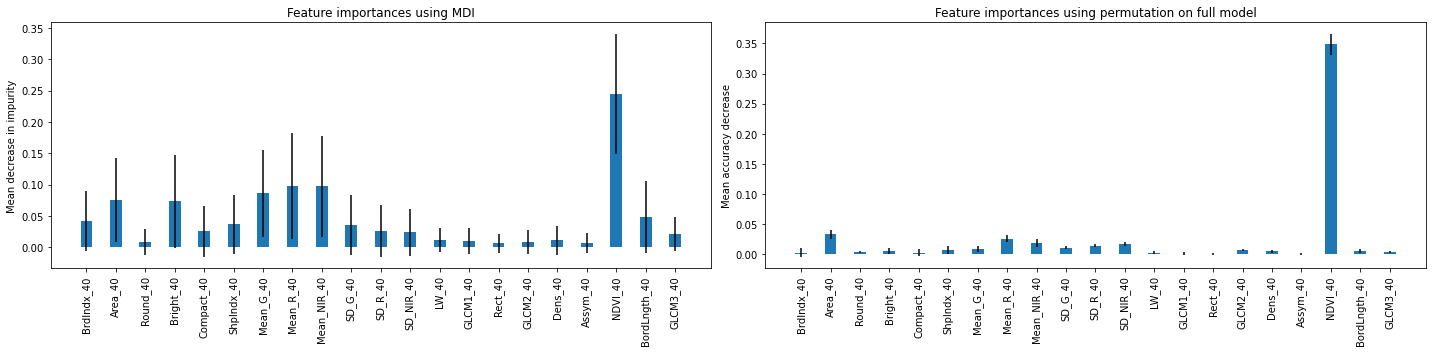 Feature importances using MDI
Mean decrease in impurity
0.35
0.30
0.25
0.20
0.15
0.10
0.05
0.00
BrdIndx_40
Area_40
Round_40
Bright_40
Compact_40
ShpIndx_40
Mean_G_40
Mean_R_40
Mean_NIR_40
SD_G_40
SD_R_40
SD_NIR_40
LW_40
GLCM1_40
Rect_40
GLCM2_40
Dens_40
Assym_40
NDVI_40
BordLngth_40
GLCM3_40
Feature importances using permutation on full model
Mean accuracy decrease
0.35
0.30
0.25
0.20
0.15
0.10
0.05
0.00
BrdIndx_40
Area_40
Round_40
Bright_40
Compact_40
ShpIndx_40
Mean_G_40
Mean_R_40
Mean_NIR_40
SD_G_40
SD_R_40
SD_NIR_40
LW_40
GLCM1_40
Rect_40
GLCM2_40
Dens_40
Assym_40
NDVI_40
BordLngth_40
GLCM3_40